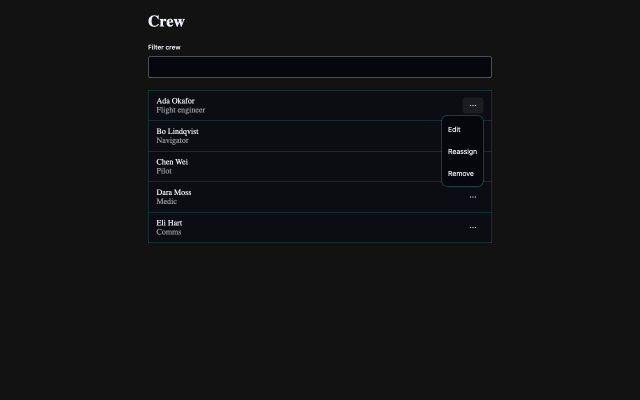 Crew
Filter crew
Ada Okafor
Flight engineer
...
Bo Lindqvist
Navigator
Chen Wei
Pilot
Dara Moss
Medic
...
Eli Hart
Comms
...
Edit
Reassign
Remove